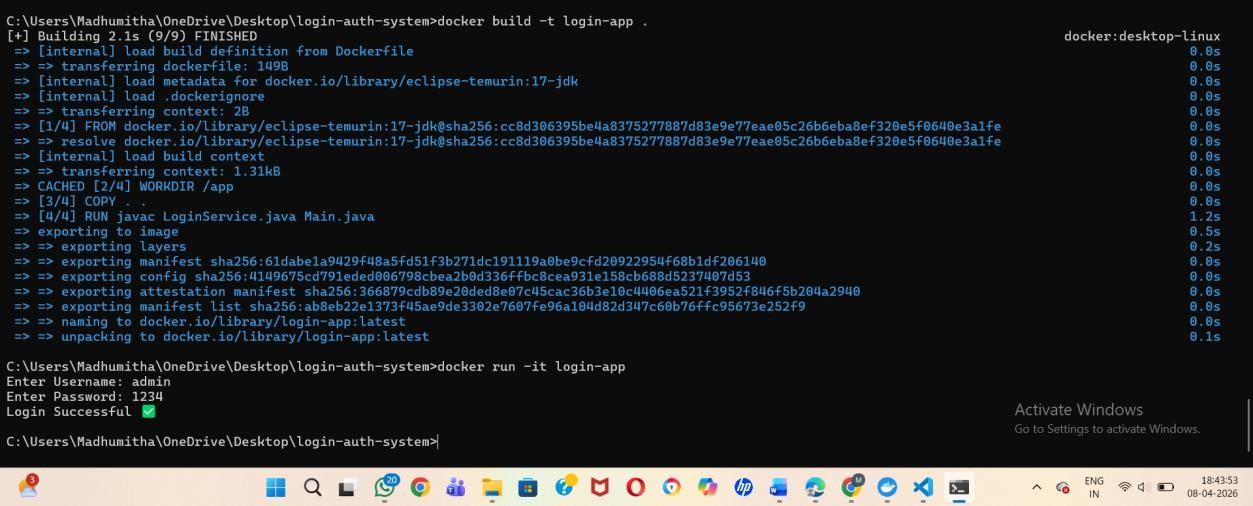 C:\Users\Madhumitha\OneDrive\Desktop\login-auth-system>docker build -t login-app .
[+] Building 2.1s (9/9) FINISHED docker:desktop-linux
=> [internal] load build definition from Dockerfile 0.0s
=> => transferring dockerfile: 149B 0.0s
=> [internal] load metadata for docker.io/library/eclipse-temurin:17-jdk 0.0s
=> [internal] load .dockerignore 0.0s
=> => transferring context: 2B 0.0s
=> [1/4] FROM docker.io/library/eclipse-temurin:17-jdk@sha256:cc8d306395be4a8375277887d83e9e77eae05c26b6eba8ef320e5f0640e3a1fe 0.0s
=> => resolve docker.io/library/eclipse-temurin:17-jdk@sha256:cc8d306395be4a8375277887d83e9e77eae05c26b6eba8ef320e5f0640e3a1fe 0.0s
=> [internal] load build context 0.0s
=> => transferring context: 1.31kB 0.0s
=> CACHED [2/4] WORKDIR /app 0.0s
=> [3/4] COPY . . 0.0s
=> [4/4] RUN javac LoginService.java Main.java 1.2s
=> exporting to image 0.5s
=> => exporting layers 0.2s
=> => exporting manifest sha256:61dabe1a9429f48a5fd51f3b271dc191119a0be9cfd20922954f68b1df206140 0.0s
=> => exporting config sha256:4149675cd791eded006798cbea2b0d336ffbc8cea931e158cb688d5237407d53 0.0s
=> => exporting attestation manifest sha256:366879cdb89e20ded8e07c45cac36b3e10c4406ea521f3952f846f5b204a2940 0.0s
=> => exporting manifest list sha256:ab8eb22e1373f45ae9de3302e7607fe96a104d82d347c60b76ffc95673e252f9 0.0s
=> => naming to docker.io/library/login-app:latest 0.0s
=> => unpacking to docker.io/library/login-app:latest 0.1s
C:\Users\Madhumitha\OneDrive\Desktop\login-auth-system>docker run -it login-app
Enter Username: admin
Enter Password: 1234
Login Successful ✅
C:\Users\Madhumitha\OneDrive\Desktop\login-auth-system>
Activate Windows
Go to Settings to activate Windows.
3
20
M
ENG
IN
18:43:53
08-04-2026